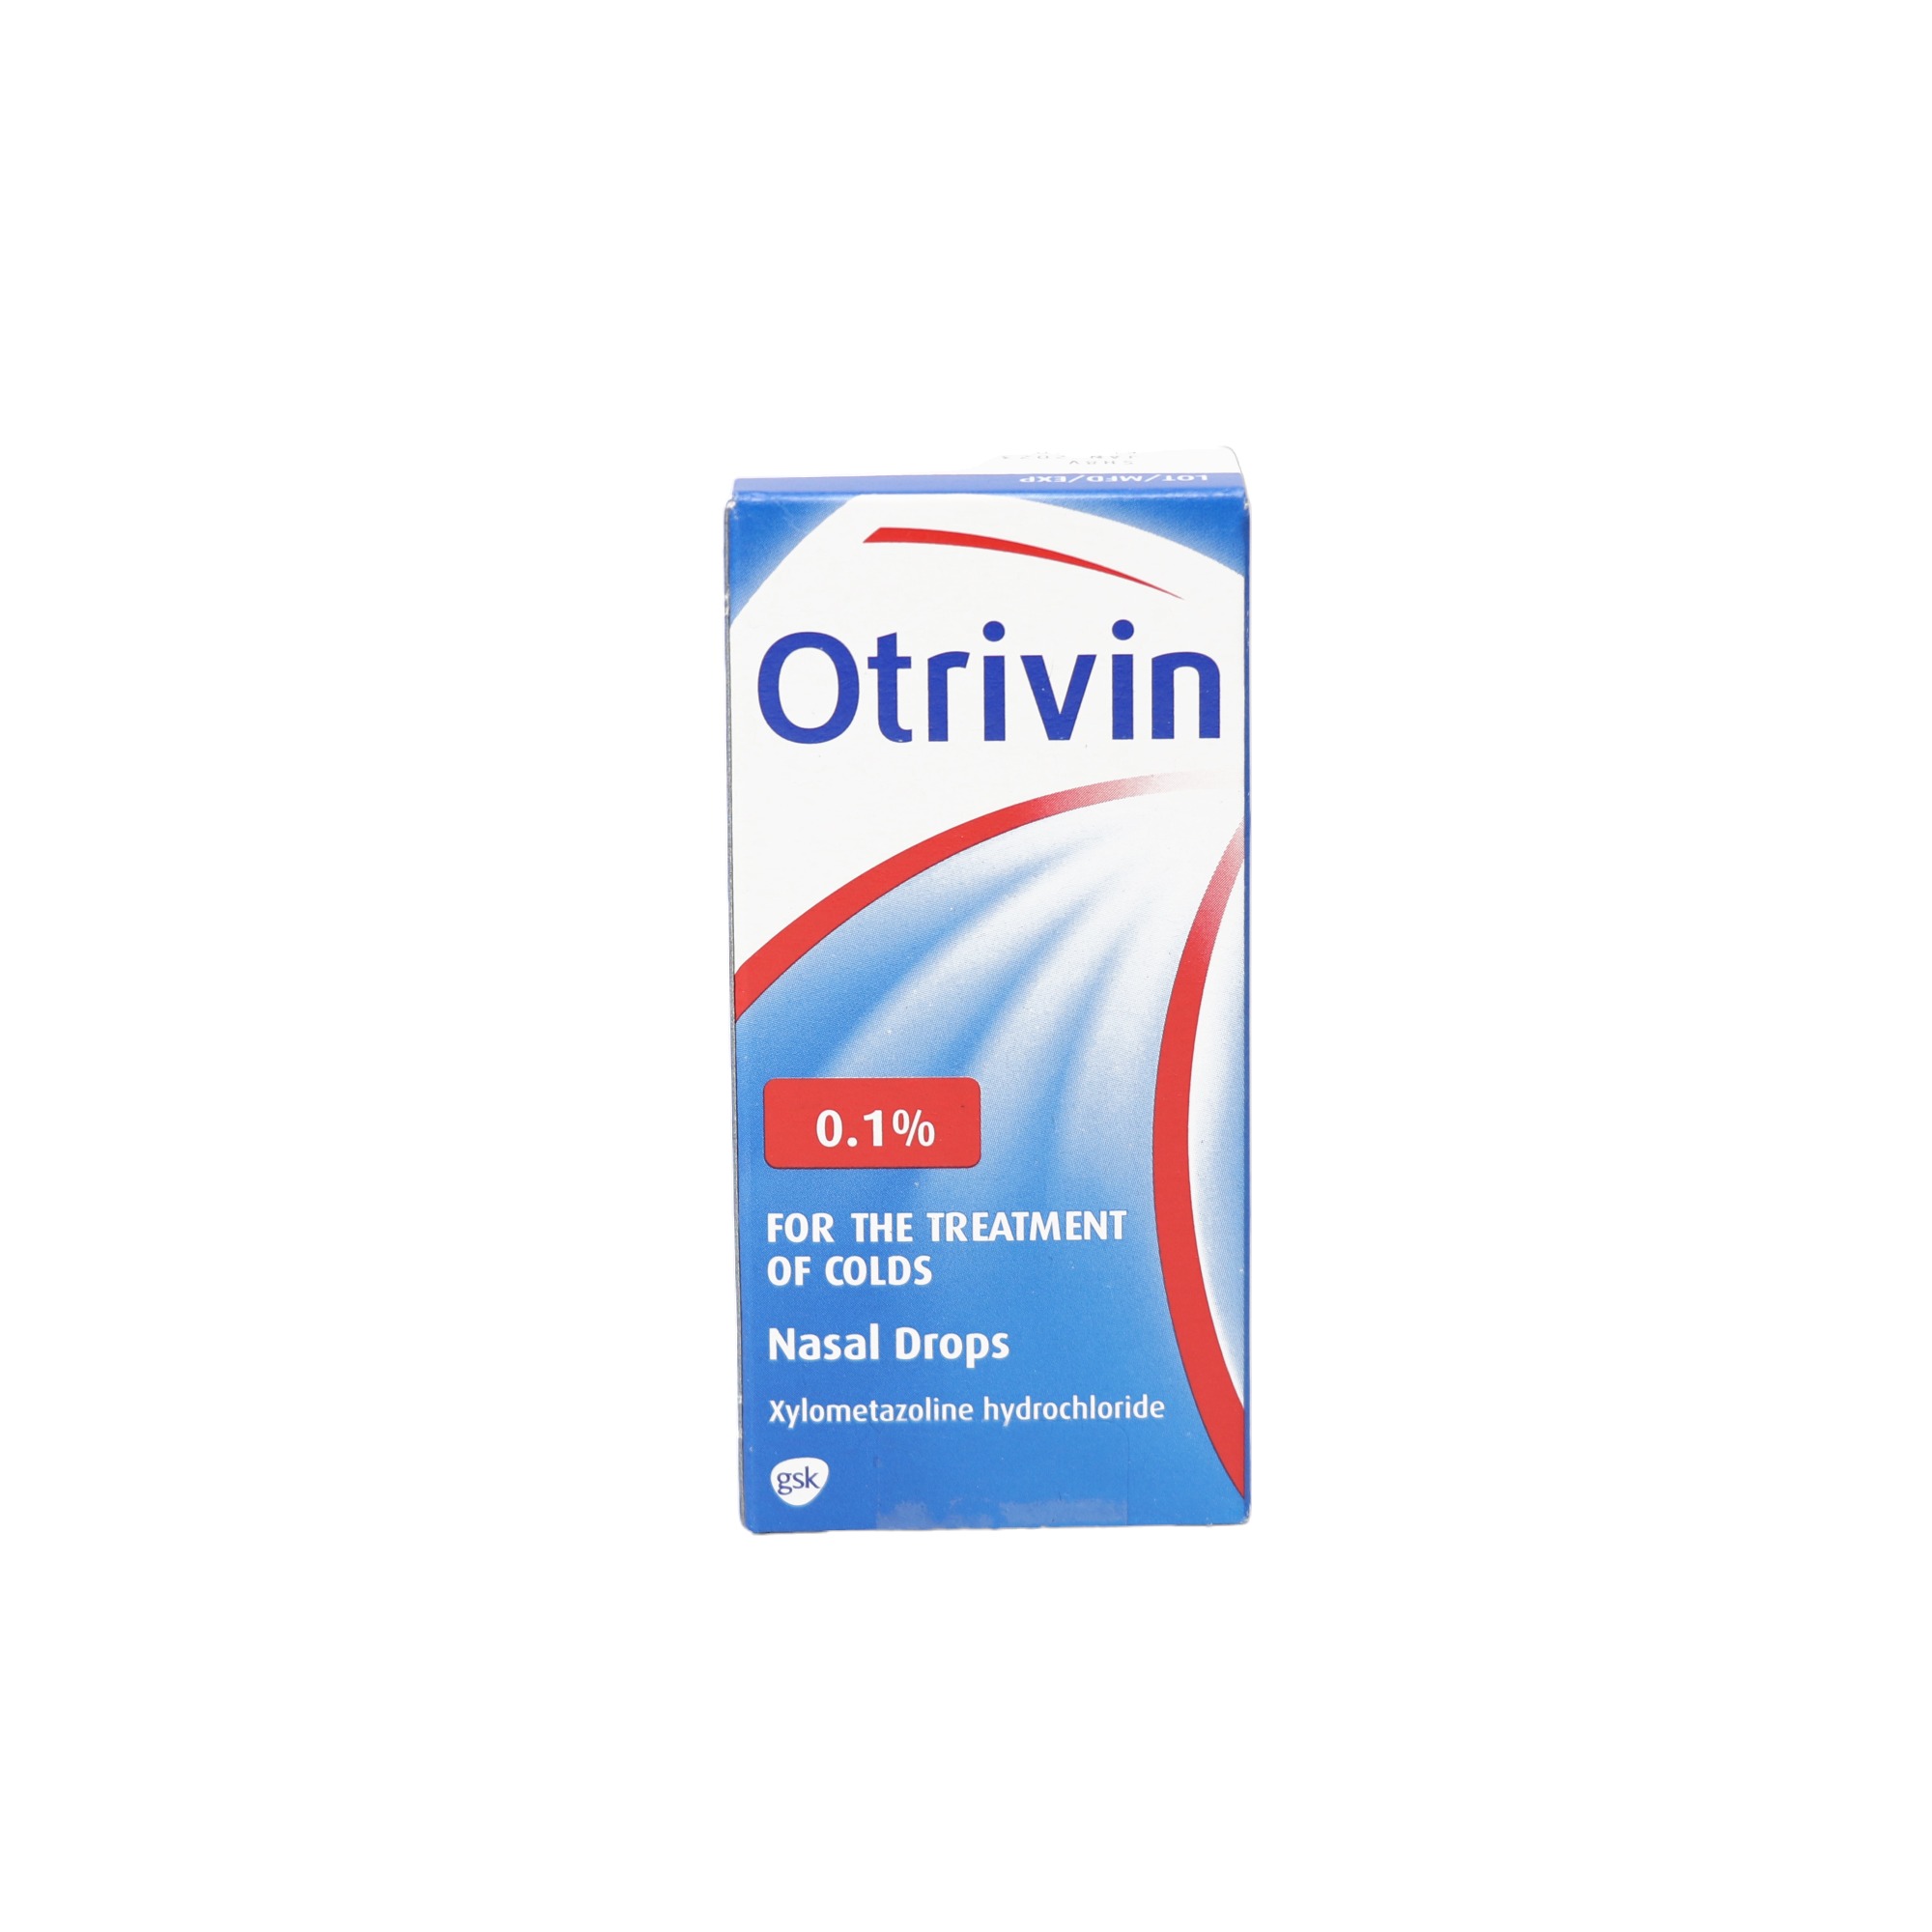 LOT/MFD/EXP
Otrivin
0.1%
FOR THE TREATMENT
OF COLDS
Nasal Drops
Xylometazoline hydrochloride
gsk